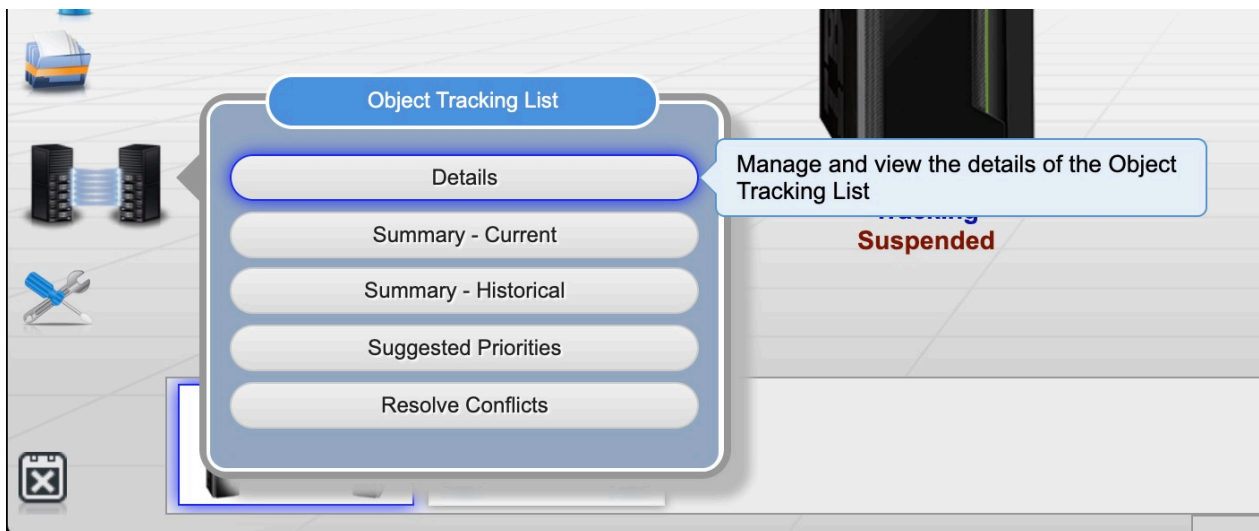 Object Tracking List
Details
Manage and view the details of the Object
Tracking List
Summary - Current
Tracking
Suspended
Summary - Historical
Suggested Priorities
Resolve Conflicts